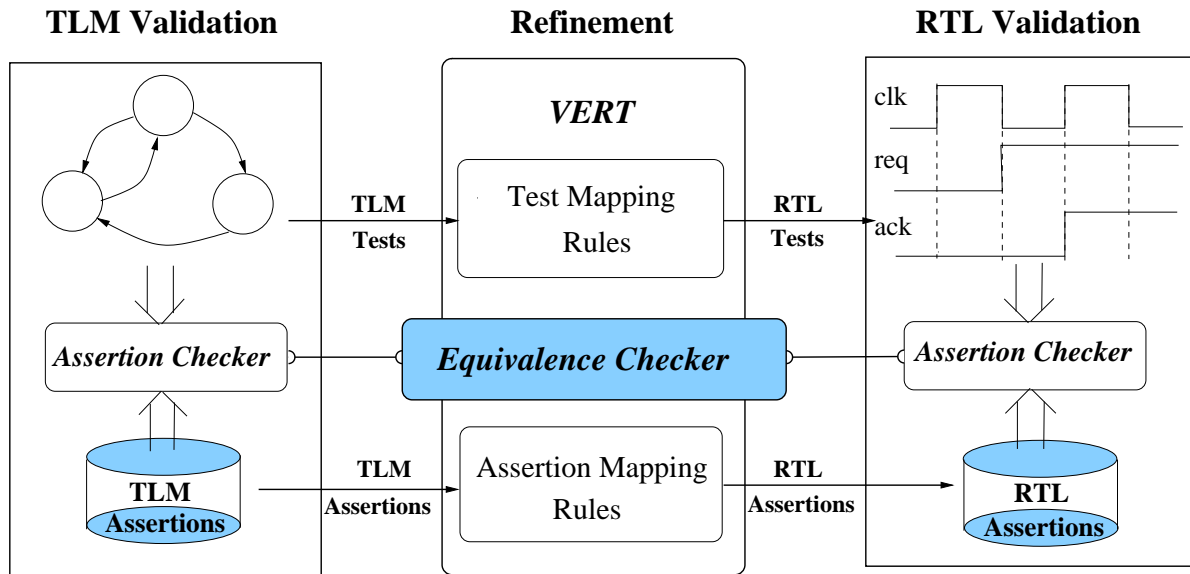 TLM Validation
Refinement
RTL Validation
VERT
clk
req
ack
TLM
Tests
Test Mapping
Rules
RTL
Tests
Assertion Checker
Equivalence Checker
Assertion Checker
TLM
Assertions
TLM
Assertions
Assertion Mapping
Rules
RTL
Assertions
RTL
Assertions